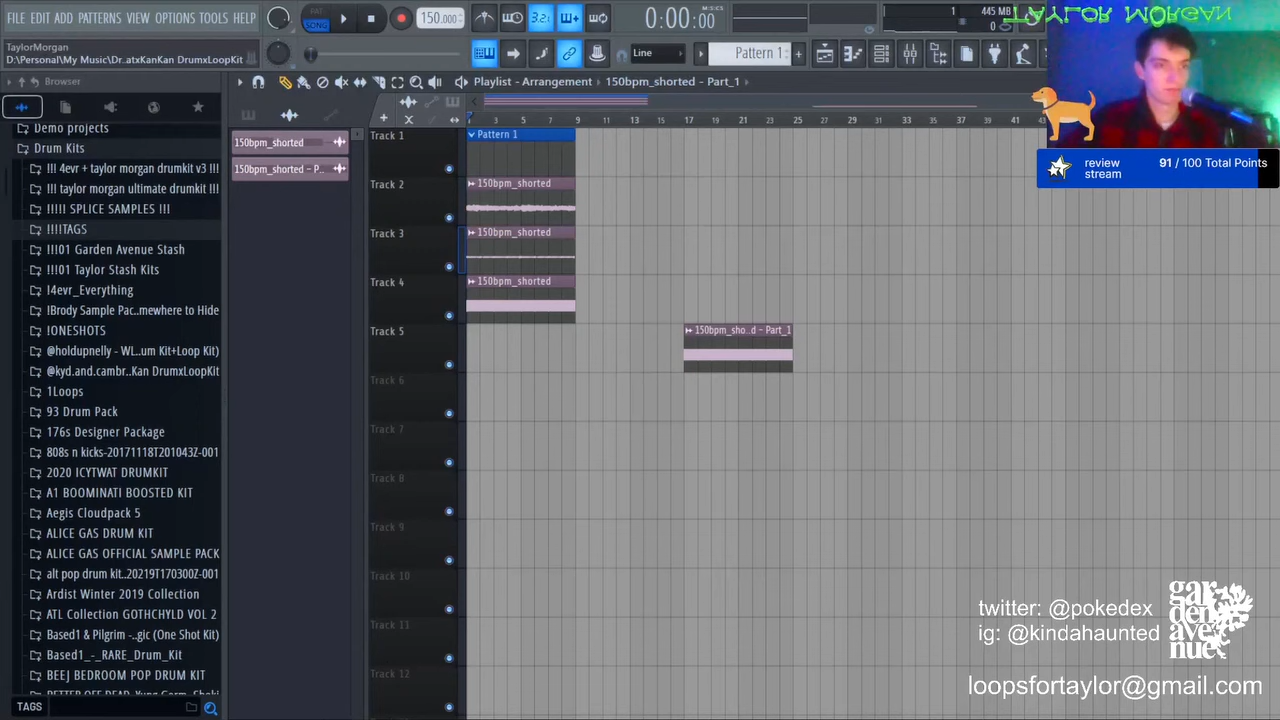 FILE EDIT ADD PATTERNS VIEW OPTIONS TOOLS HELP
TaylorMorgan
D:\Personal\My Music\Dr..atxKanKan DrumxLoopKit
PAT
SONG
150.000
3.2
0:00:00
M:S:CS
1
445 MB
0
TAYLOR MORGAN
Line
Pattern 1
Browser
Playlist - Arrangement › 150bpm_shorted - Part_1 ›
review
stream
91 / 100 Total Points
Demo projects
Drum Kits
!!! 4evr + taylor morgan drumkit v3 !!!
!!! taylor morgan ultimate drumkit !!!
!!!!! SPLICE SAMPLES !!!
!!!!TAGS
!!!01 Garden Avenue Stash
!!!01 Taylor Stash Kits
!4evr_Everything
!Brody Sample Pac..mewhere to Hide
!ONESHOTS
@holdupnelly - WL..um Kit+Loop Kit)
@kyd.and.cambr..Kan DrumxLoopKit
1Loops
93 Drum Pack
176s Designer Package
808s n kicks-20171118T201043Z-001
2020 ICYTWAT DRUMKIT
A1 BOOMINATI BOOSTED KIT
Aegis Cloudpack 5
ALICE GAS DRUM KIT
ALICE GAS OFFICIAL SAMPLE PACK
alt pop drum kit..20219T170300Z-001
Ardist Winter 2019 Collection
ATL Collection GOTHCHYLD VOL 2
Based1 & Pilgrim -..gic (One Shot Kit)
Based1_-_RARE_Drum_Kit
BEEJ BEDROOM POP DRUM KIT
TAGS
150bpm_shorted
150bpm_shorted - P..
1 3 5 7 9 11 13 15 17 19 21 23 25 27 29 31 33 35 37 39 41 43
Track 1
Pattern 1
Track 2
150bpm_shorted
Track 3
150bpm_shorted
Track 4
150bpm_shorted
Track 5
150bpm_sho..d - Part_1
Track 6
Track 7
Track 8
Track 9
Track 10
Track 11
Track 12
twitter: @pokedex
ig: @kindahaunted
gar
den
ave
nue
loopsfortaylor@gmail.com